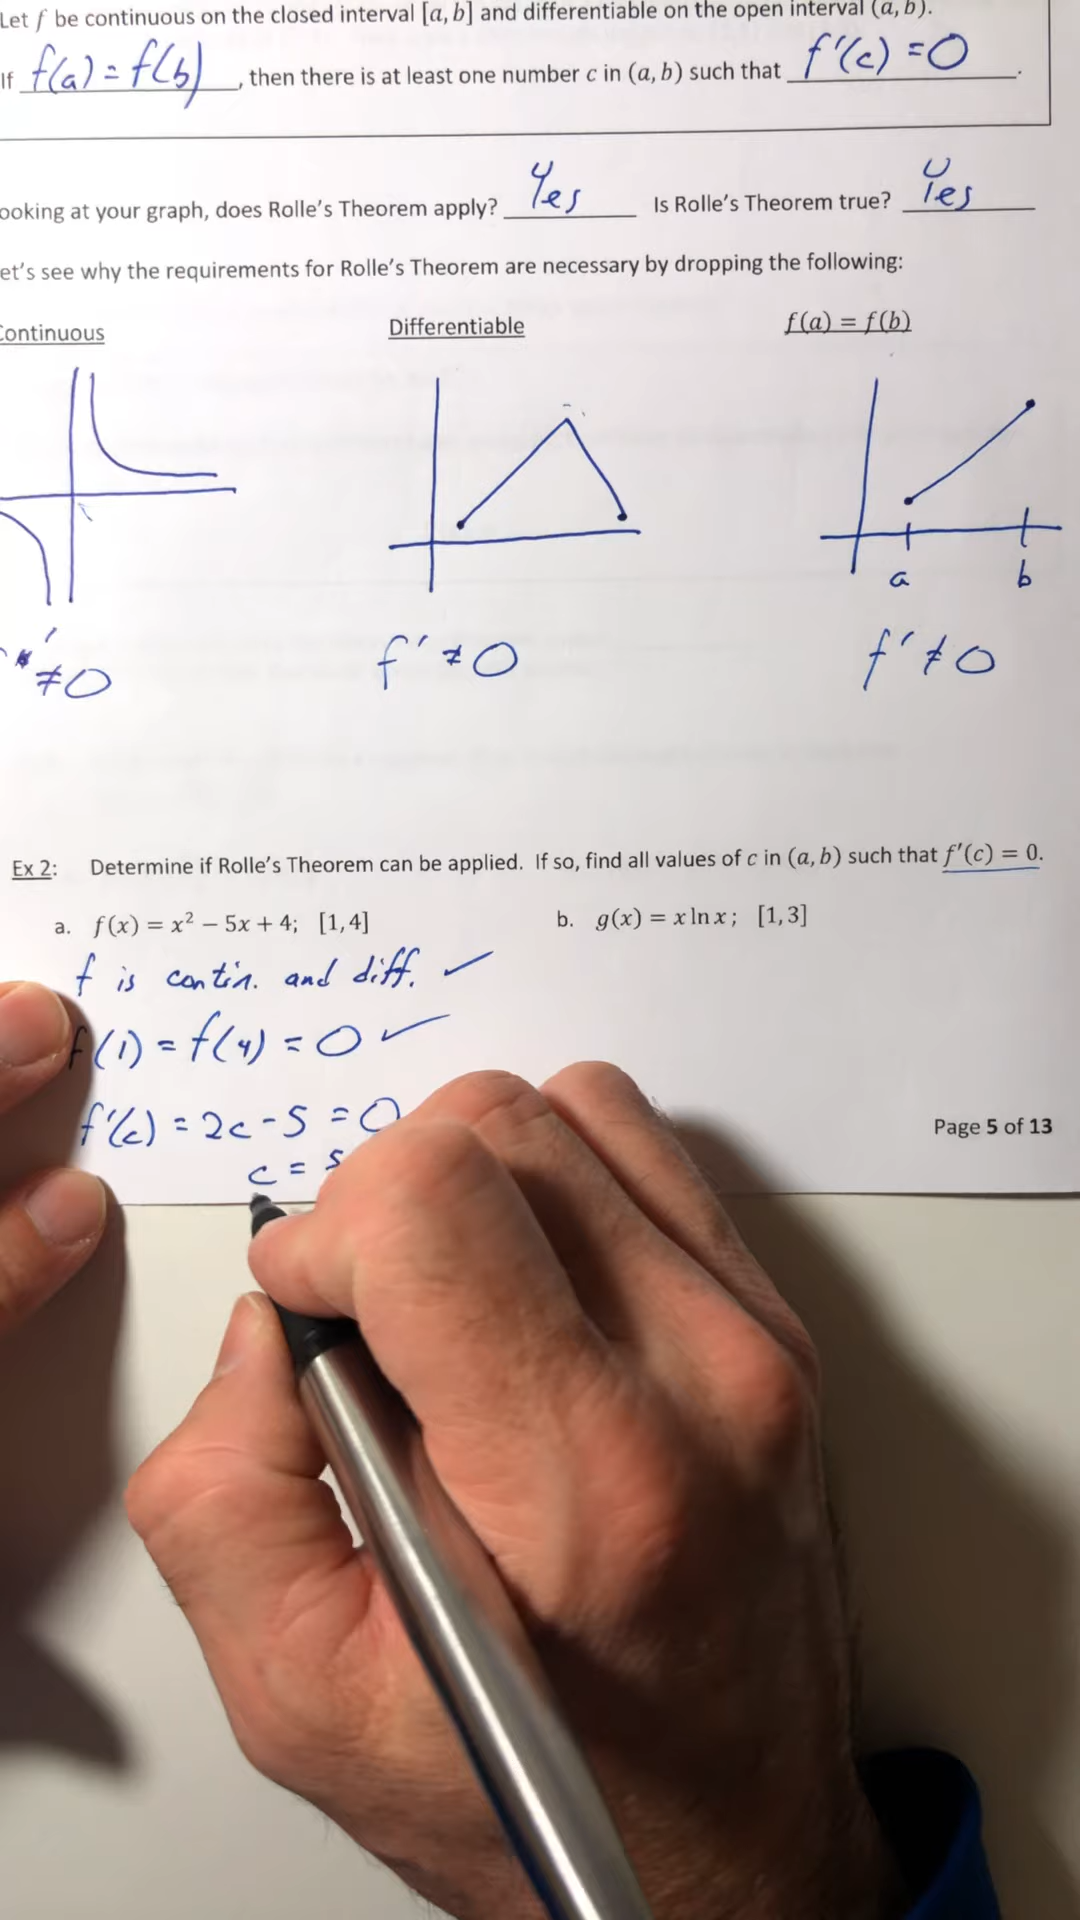 Let f be continuous on the closed interval [a, b] and differentiable on the open interval (a, b).
If f(a) = f(b), then there is at least one number c in (a, b) such that f'(c) = 0.
ooking at your graph, does Rolle's Theorem apply? Yes Is Rolle's Theorem true? Yes
et's see why the requirements for Rolle's Theorem are necessary by dropping the following:
Continuous Differentiable f(a) = f(b)
a b
' ≠ 0 f' ≠ 0 f' ≠ 0
Ex 2: Determine if Rolle's Theorem can be applied. If so, find all values of c in (a, b) such that f'(c) = 0.
a. f(x) = x² − 5x + 4; [1, 4] b. g(x) = x ln x; [1, 3]
f is contin. and diff. ✓
f(1) = f(4) = 0 ✓
f'(c) = 2c - 5 = 0
c = 5
Page 5 of 13